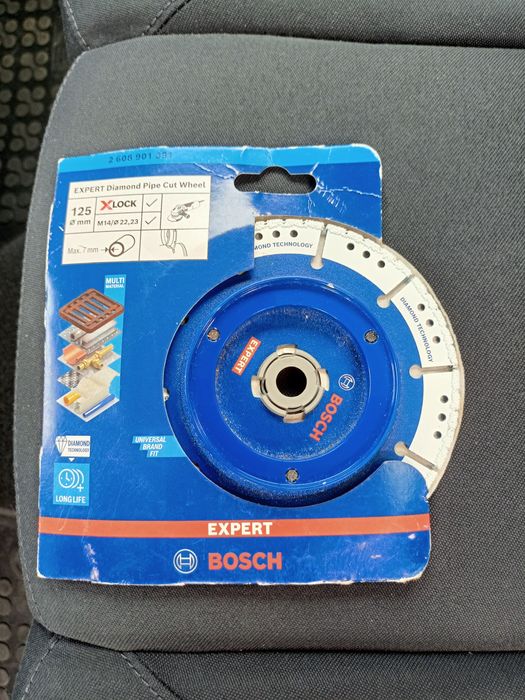 2 608 901 391
EXPERT Diamond Pipe Cut Wheel
125
Ø mm
X LOCK
M14/Ø 22,23
Max. 7 mm
MULTI
MATERIAL
DIAMOND
TECHNOLOGY
LONG LIFE
UNIVERSAL
BRAND
FIT
DIAMOND TECHNOLOGY
DIAMOND TECHNOLOGY
EXPERT
BOSCH
EXPERT
BOSCH